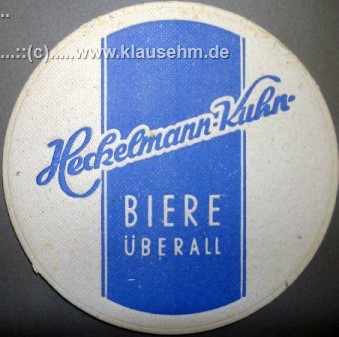 ...::(c).....www.klausehm.de
Heckelmann-Kuhn-
BIERE
ÜBERALL